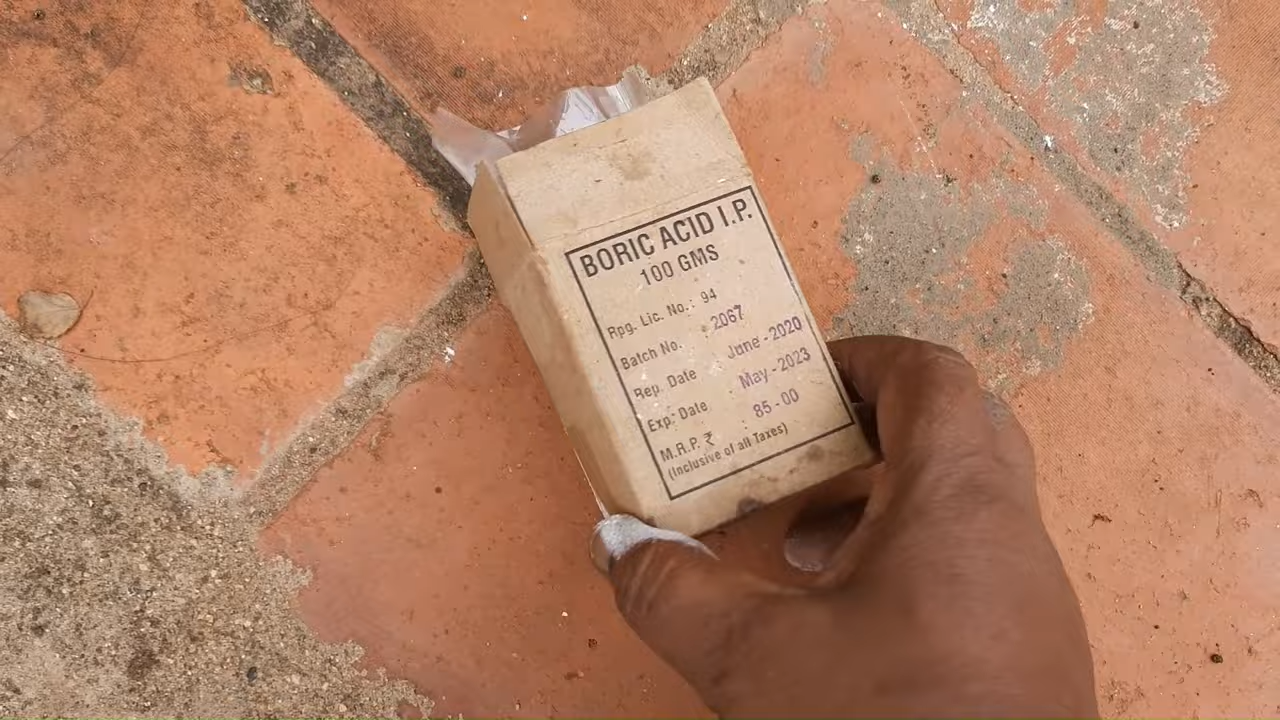 BORIC ACID I.P.
100 GMS
Rpg. Lic. No.: 94
Batch No. : 2067
Rep. Date June - 2020
Exp. Date : May - 2023
M.R.P. ₹ : 85 - 00
(Inclusive of all Taxes)